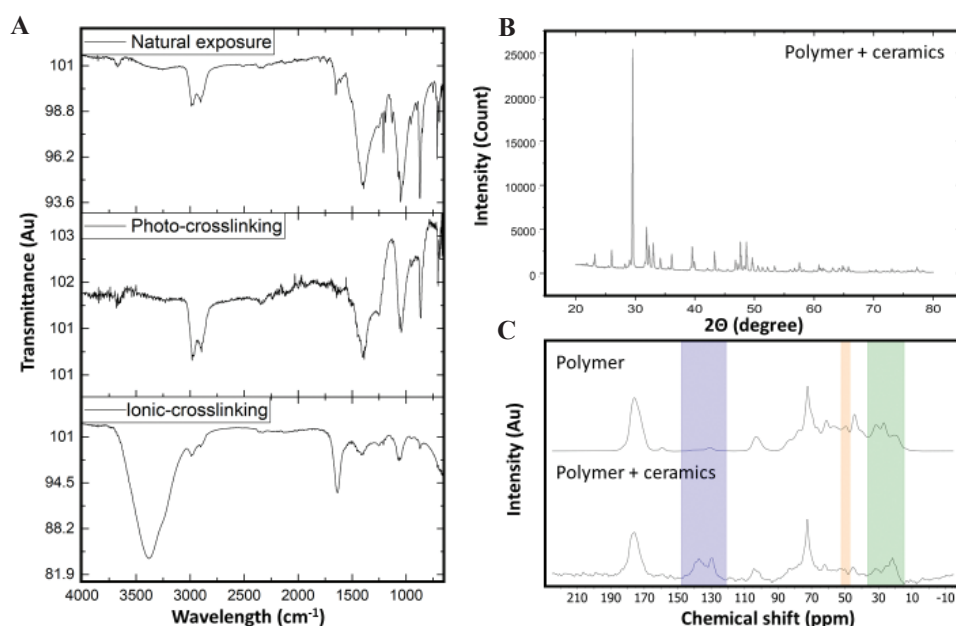 A
Natural exposure
101
98.8
96.2
93.6
Photo-crosslinking
103
102
101
101
Ionic-crosslinking
101
94.5
88.2
81.9
Transmittance (Au)
4000 3500 3000 2500 2000 1500 1000
Wavelength (cm-1)
B
Polymer + ceramics
25000
20000
15000
10000
5000
0
Intensity (Count)
20 30 40 50 60 70 80
2Θ (degree)
C
Polymer
Polymer + ceramics
Intensity (Au)
210 190 170 150 130 110 90 70 50 30 10 -10
Chemical shift (ppm)